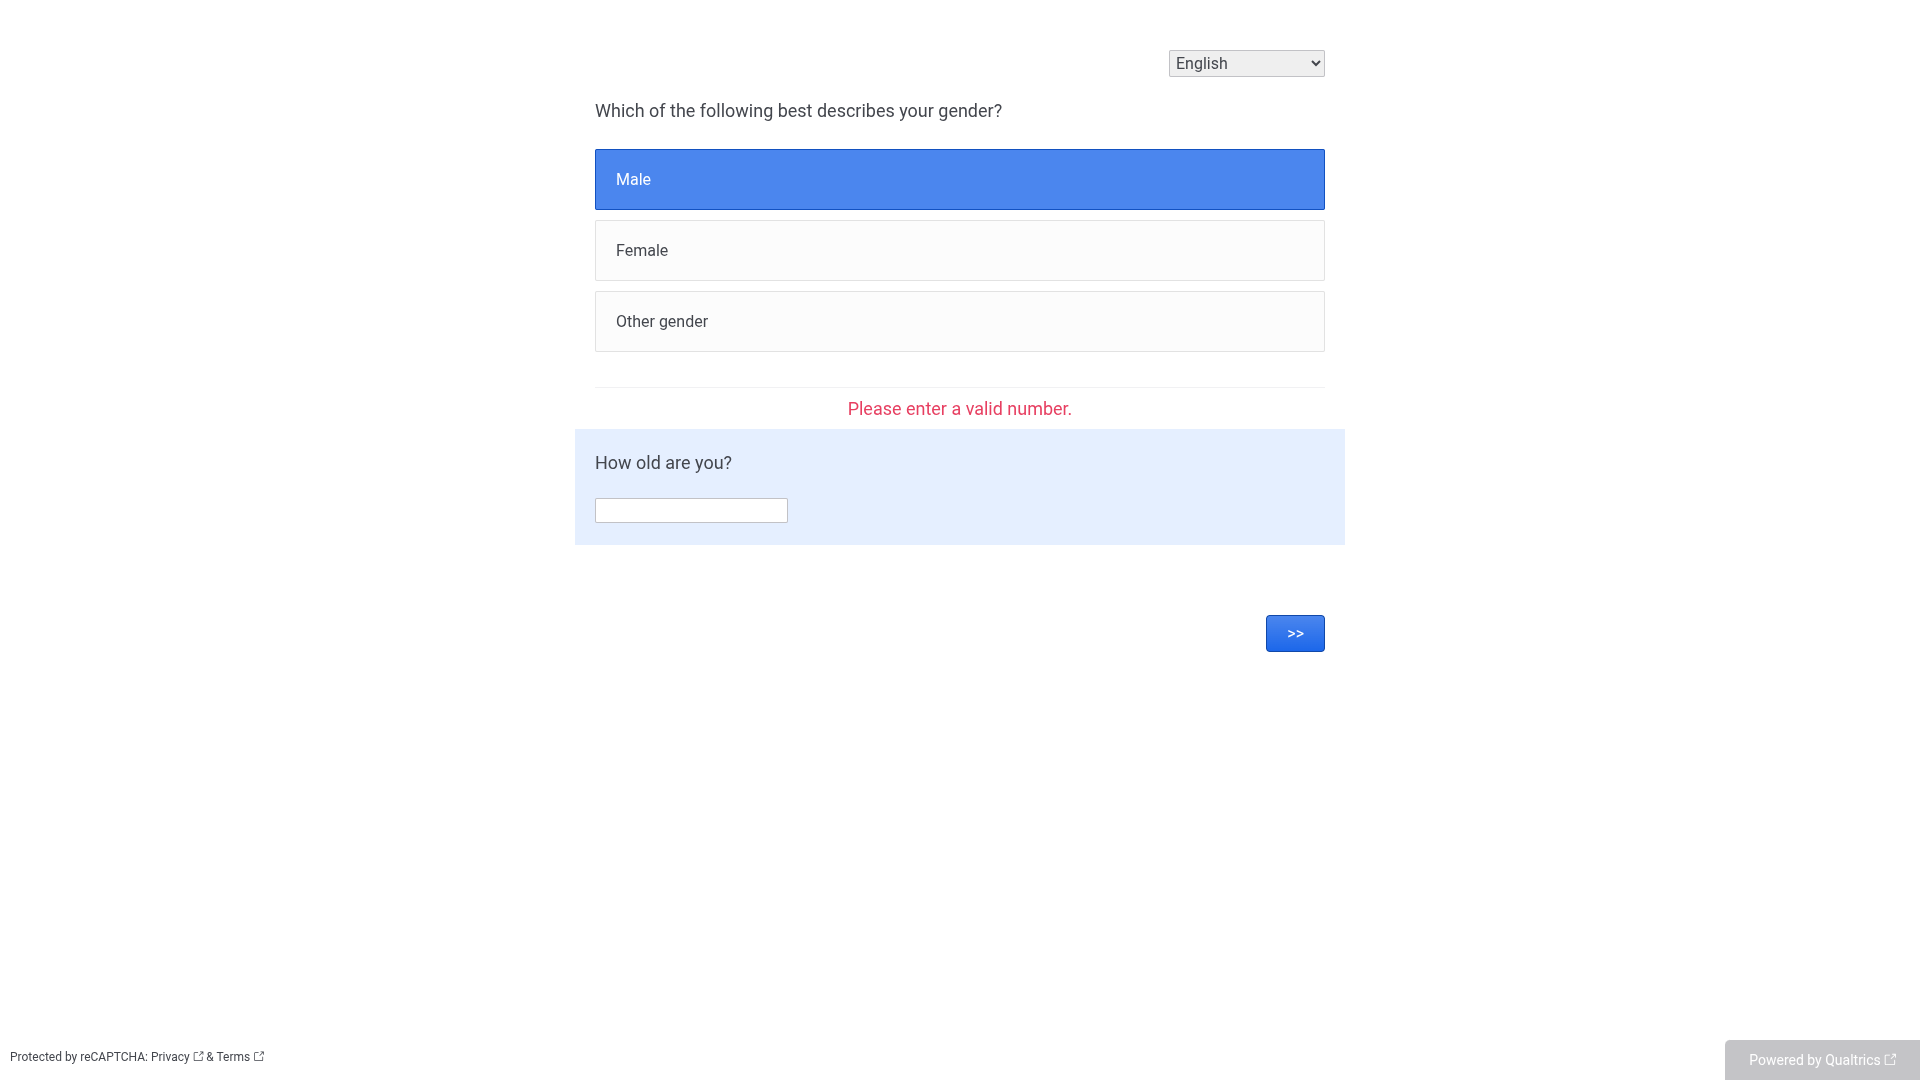 English
Which of the following best describes your gender?
Male
Female
Other gender
Please enter a valid number.
How old are you?
>>
Protected by reCAPTCHA: Privacy & Terms
Powered by Qualtrics